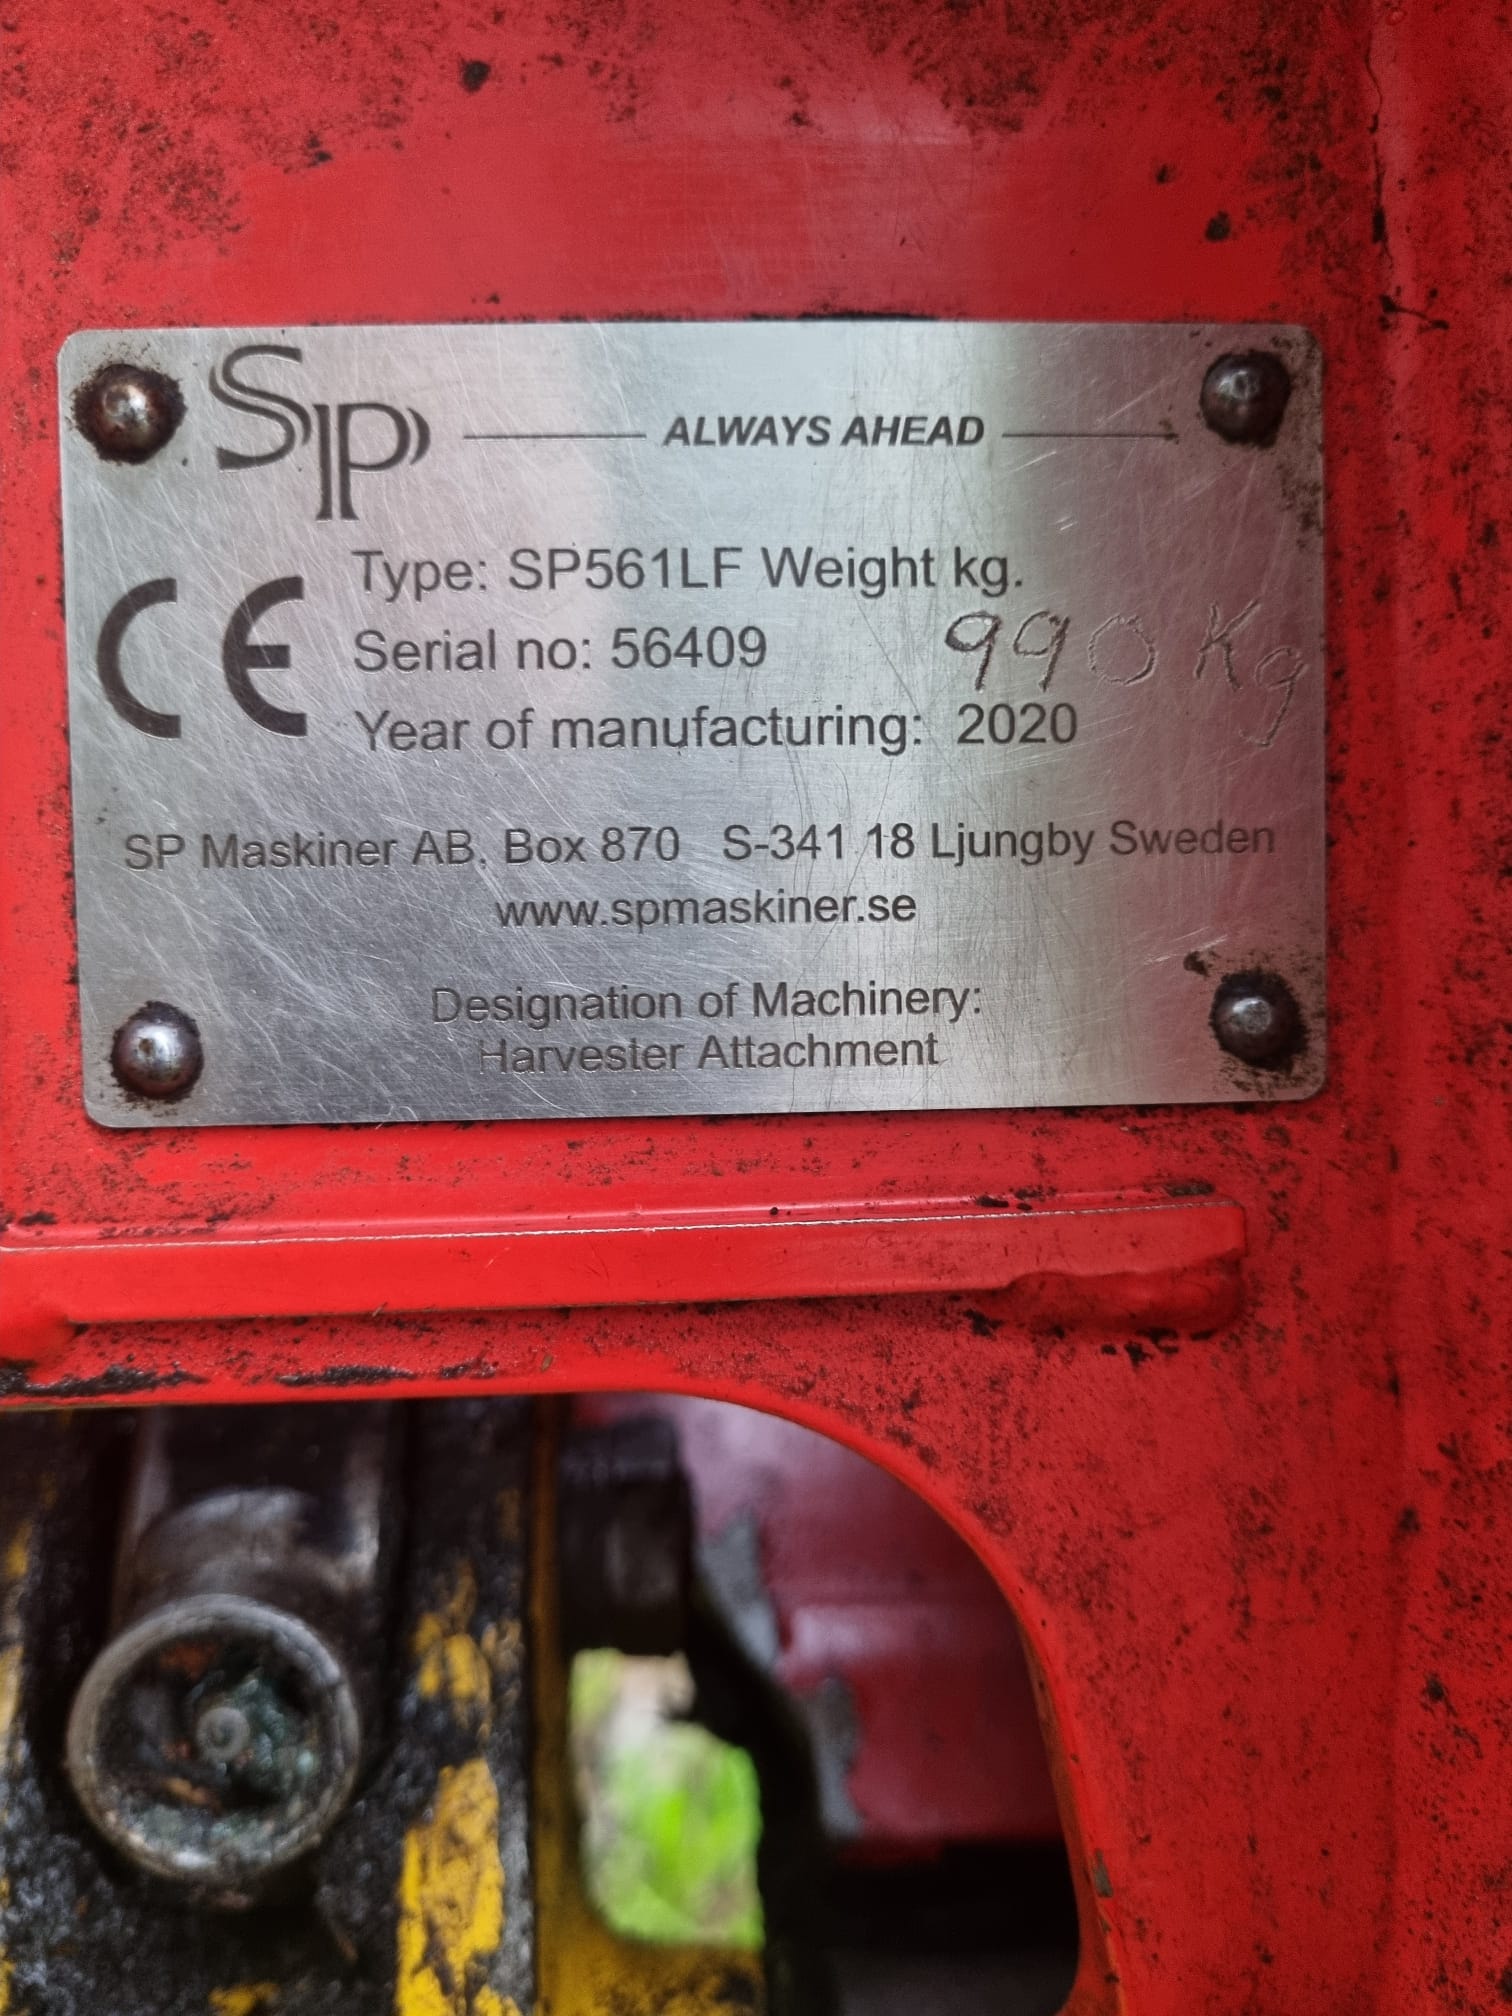 SP ALWAYS AHEAD
CE
Type: SP561LF Weight kg.
Serial no: 56409 990 Kg
Year of manufacturing: 2020
SP Maskiner AB. Box 870 S-341 18 Ljungby Sweden
www.spmaskiner.se
Designation of Machinery:
Harvester Attachment